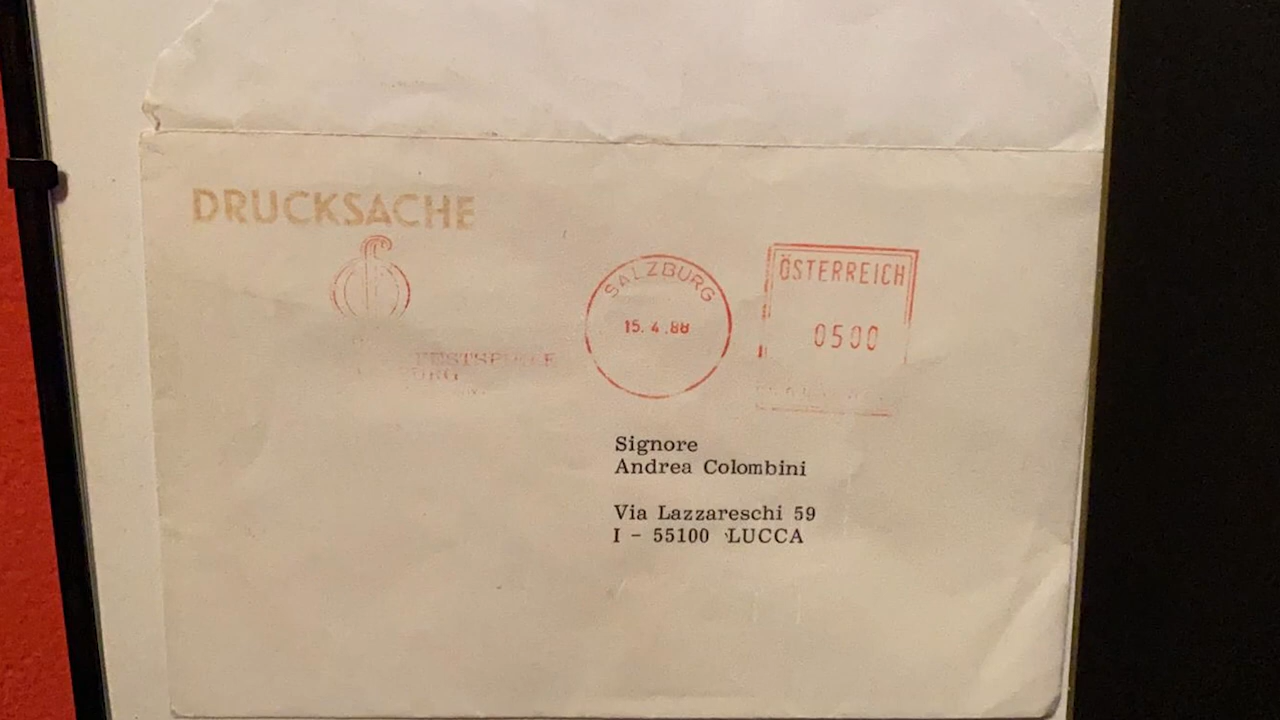 DRUCKSACHE
SALZBURG
15. 4 .88
ÖSTERREICH
0500
Signore
Andrea Colombini
Via Lazzareschi 59
I - 55100 LUCCA